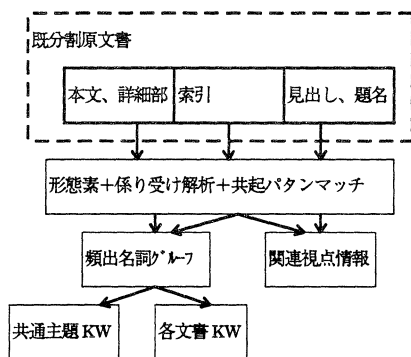 既分割原文書
本文、詳細部 索引 見出し、題名
形態素＋係り受け解析＋共起パタンマッチ
頻出名詞ｸﾞﾙｰﾌ 関連視点情報
共通主題KW 各文書KW